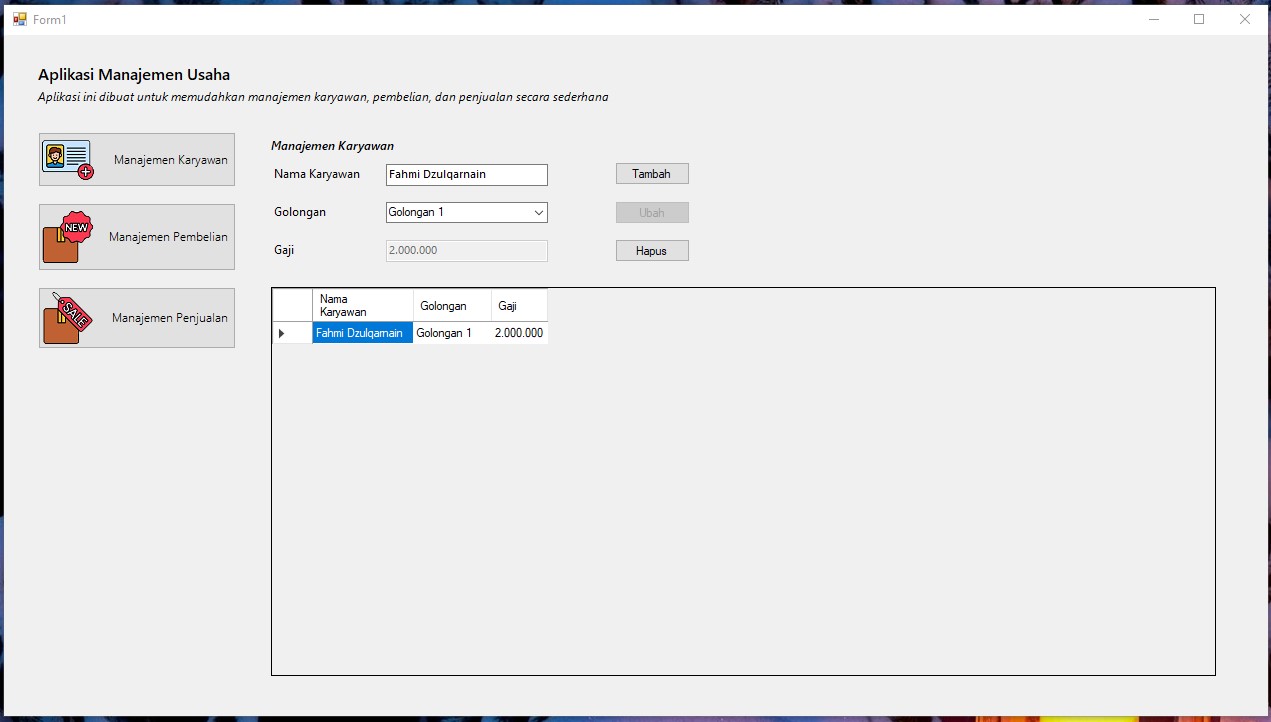 Form1
Aplikasi Manajemen Usaha
Aplikasi ini dibuat untuk memudahkan manajemen karyawan, pembelian, dan penjualan secara sederhana
Manajemen Karyawan
NEW
Manajemen Pembelian
SALE
Manajemen Penjualan
Manajemen Karyawan
Nama Karyawan
Fahmi Dzulqarnain
Tambah
Golongan
Golongan 1
Ubah
Gaji
2.000.000
Hapus
Nama
Karyawan
Golongan
Gaji
Fahmi Dzulqarnain
Golongan 1
2.000.000